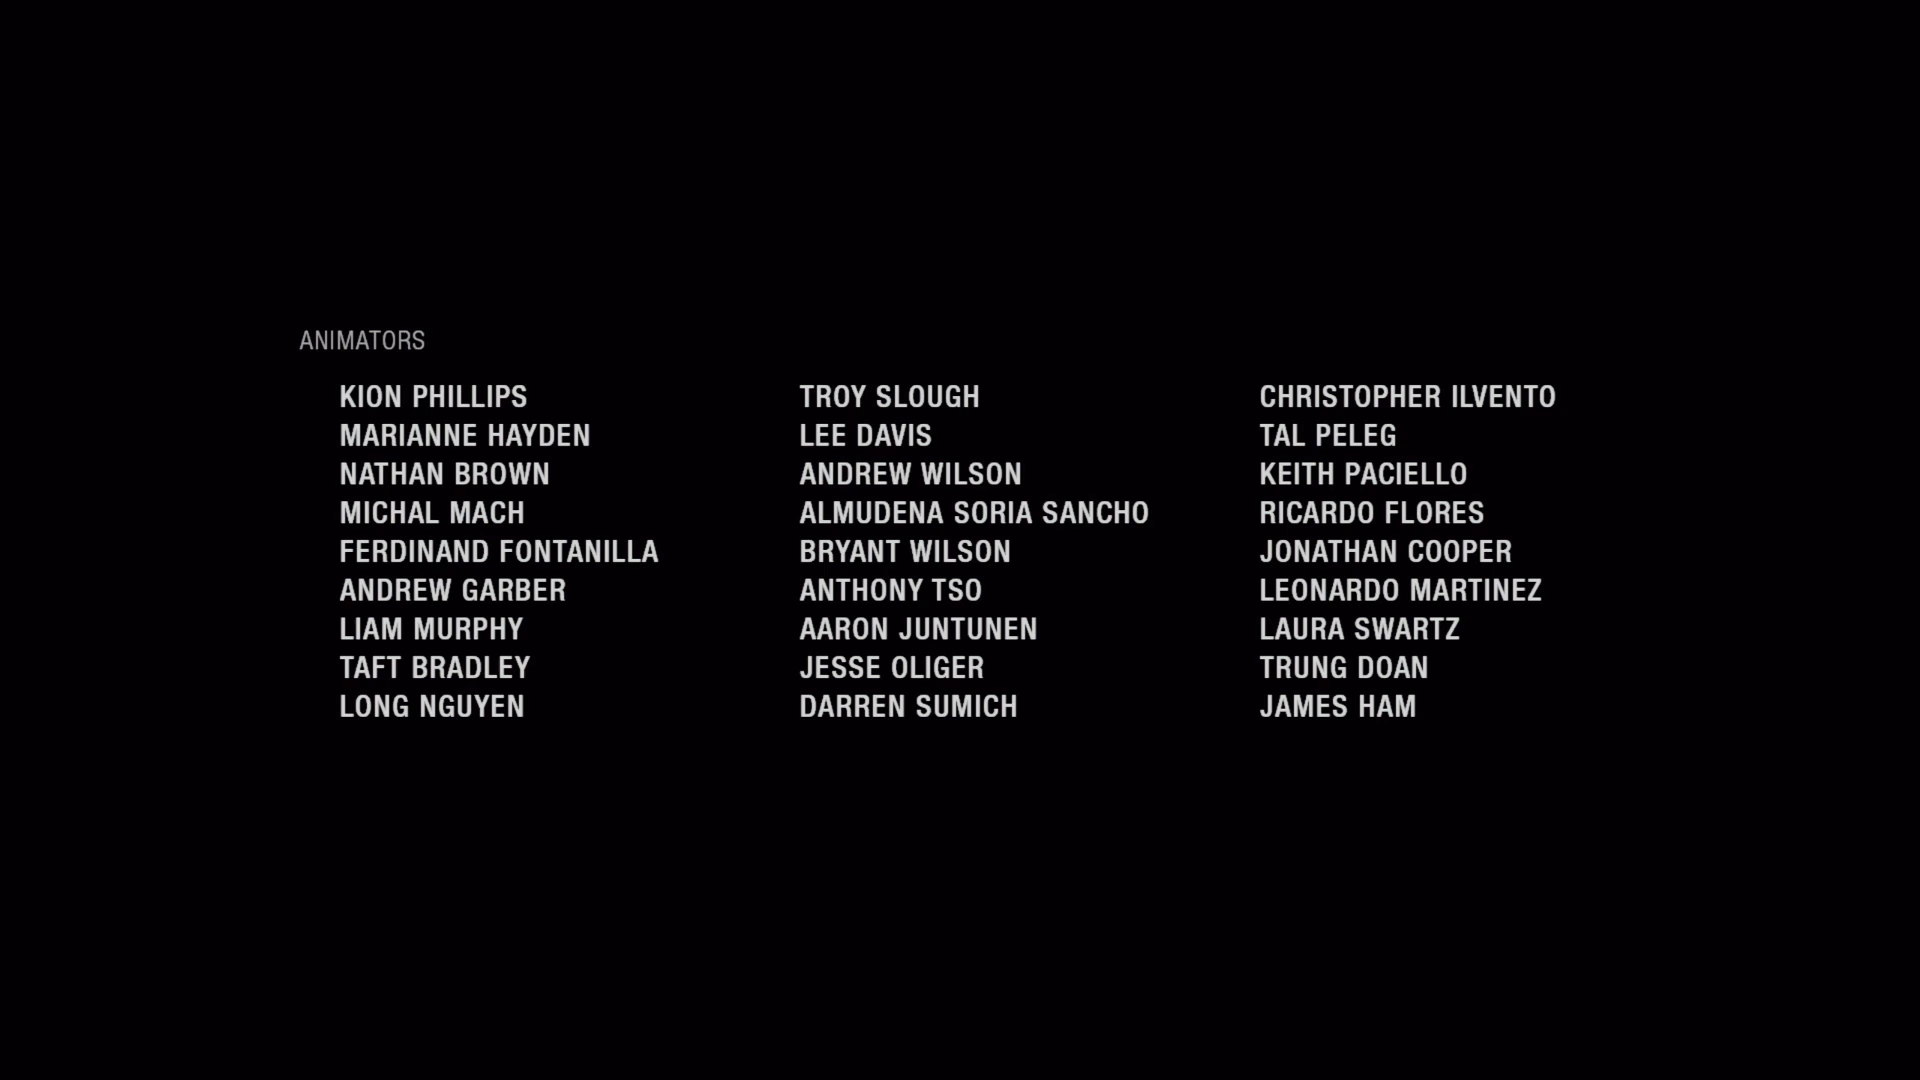 ANIMATORS
KION PHILLIPS
MARIANNE HAYDEN
NATHAN BROWN
MICHAL MACH
FERDINAND FONTANILLA
ANDREW GARBER
LIAM MURPHY
TAFT BRADLEY
LONG NGUYEN
TROY SLOUGH
LEE DAVIS
ANDREW WILSON
ALMUDENA SORIA SANCHO
BRYANT WILSON
ANTHONY TSO
AARON JUNTUNEN
JESSE OLIGER
DARREN SUMICH
CHRISTOPHER ILVENTO
TAL PELEG
KEITH PACIELLO
RICARDO FLORES
JONATHAN COOPER
LEONARDO MARTINEZ
LAURA SWARTZ
TRUNG DOAN
JAMES HAM